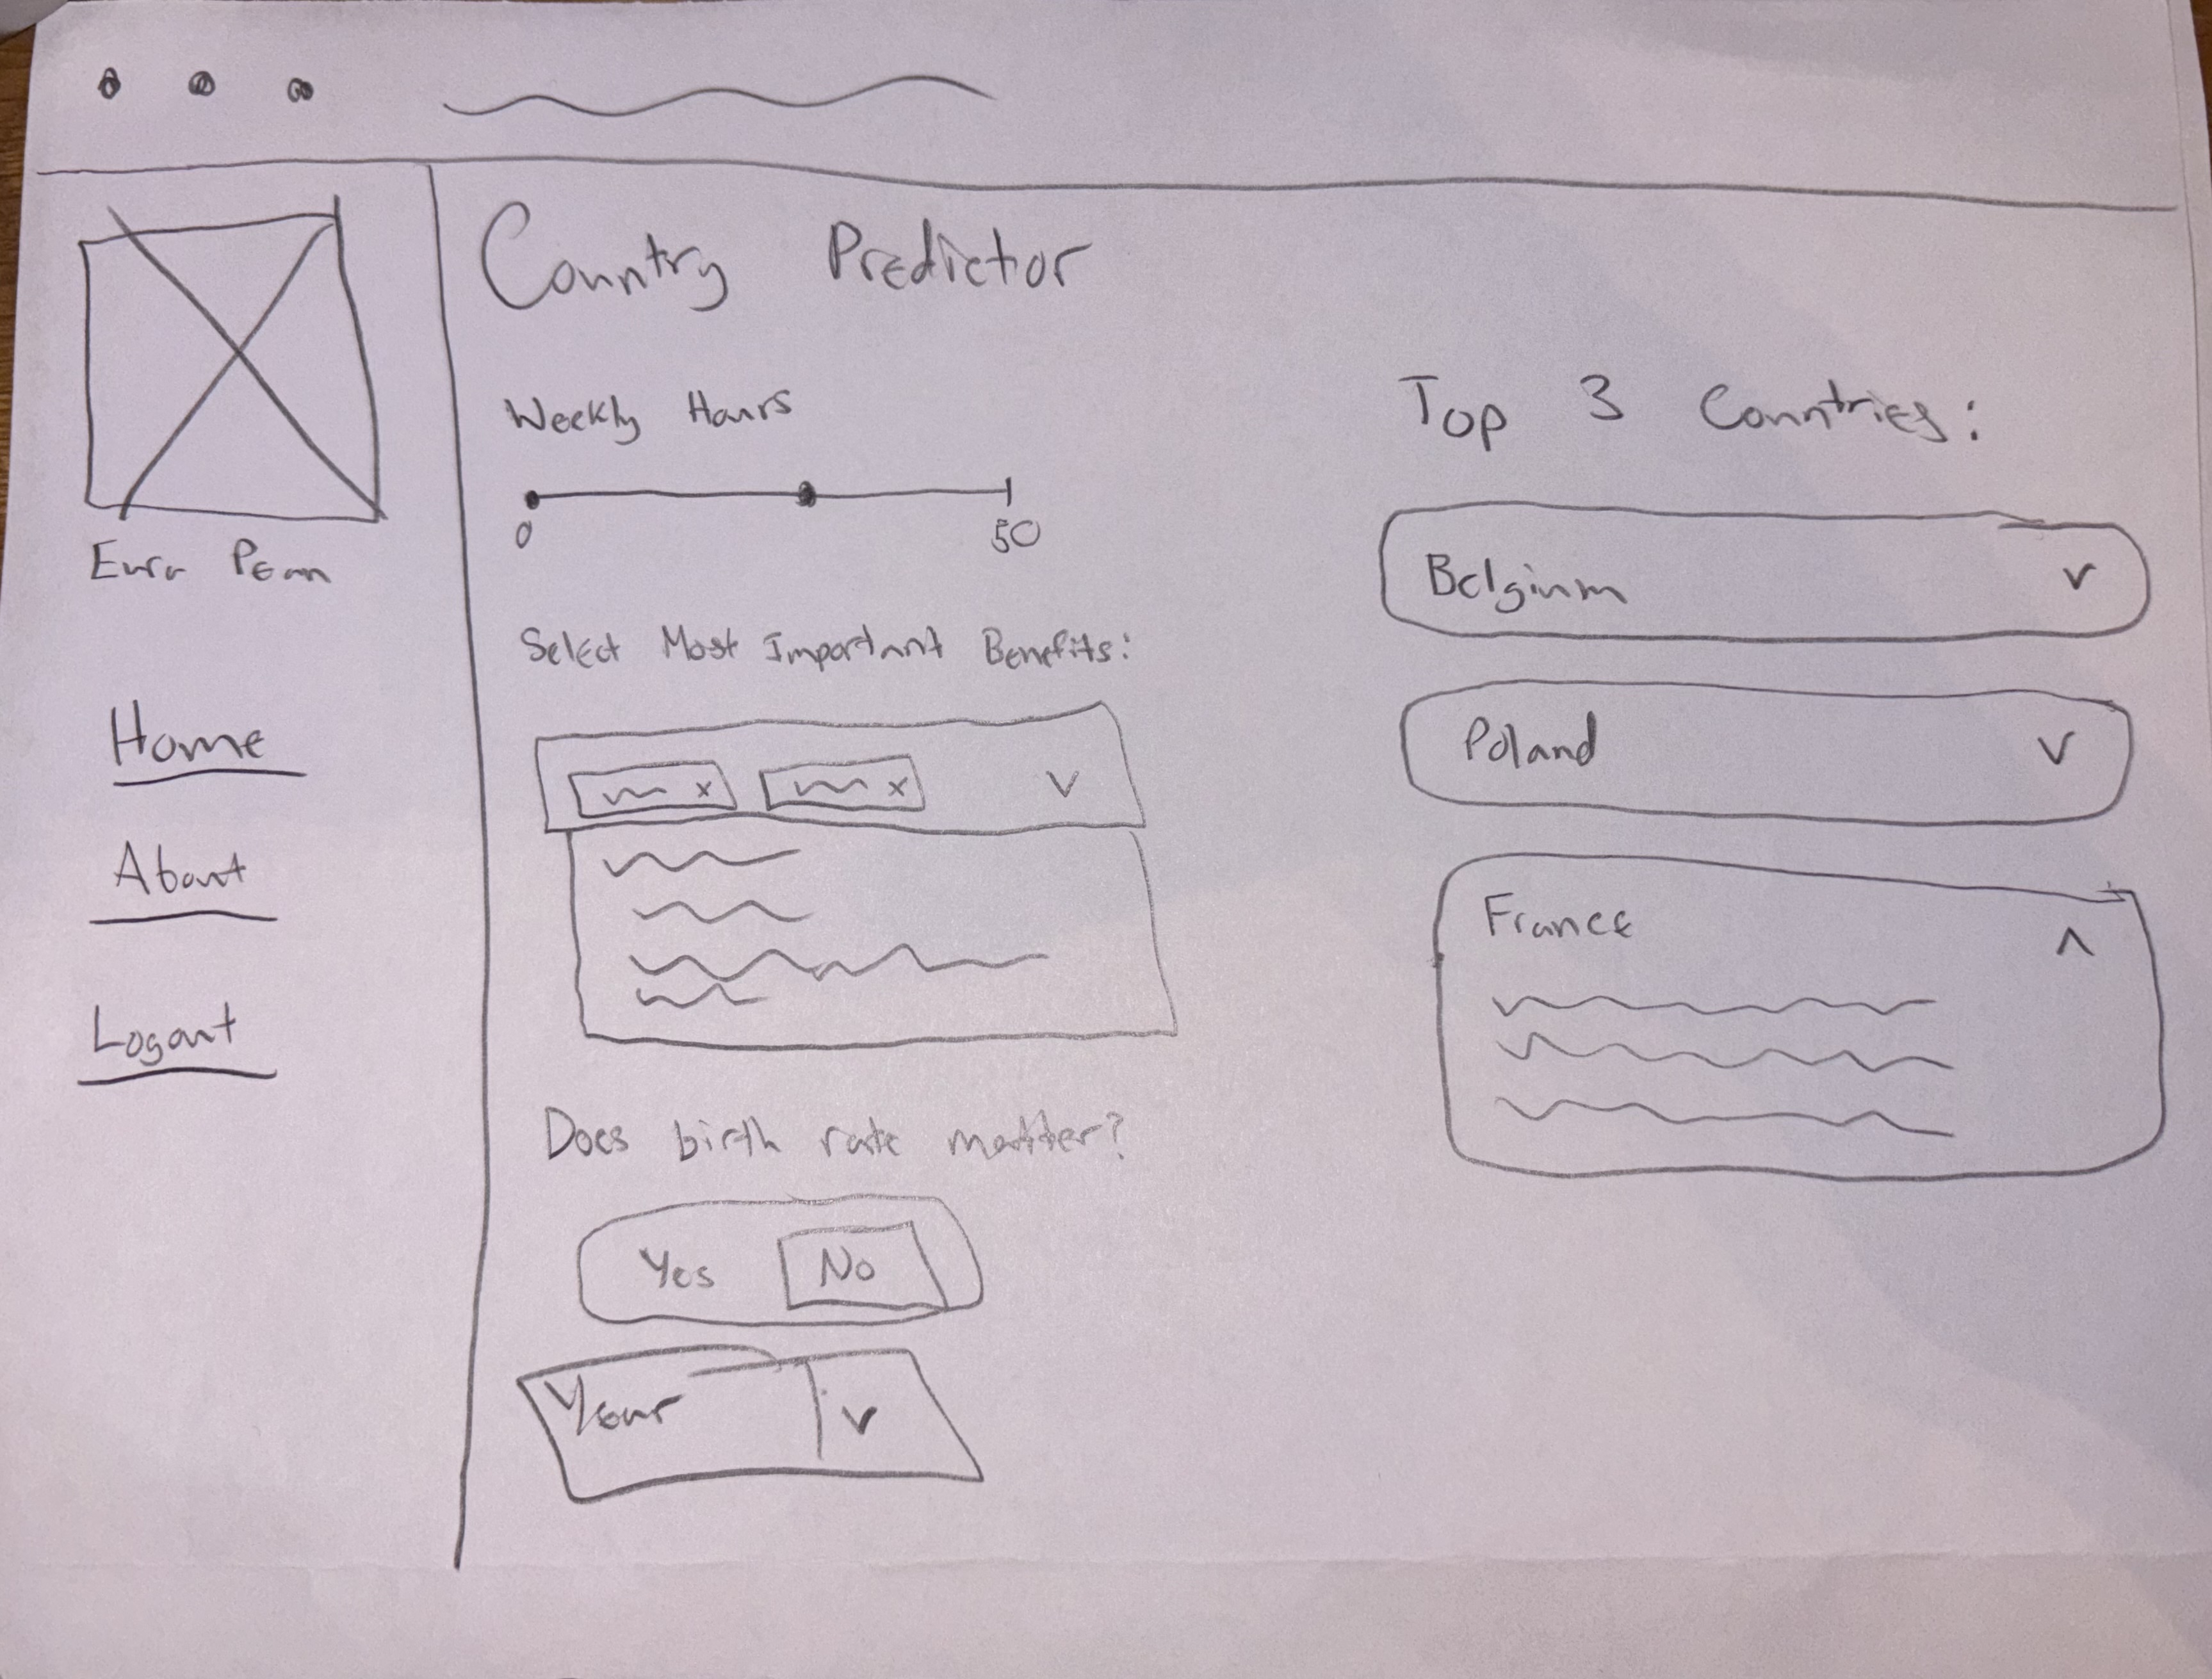 Country Predictor
Euro Pean
Home
About
Logout
Weekly Hours
0 50
Select Most Important Benefits:
x x
Does birth rate matter?
Yes No
Year
Top 3 Countries:
Belgium
Poland
France